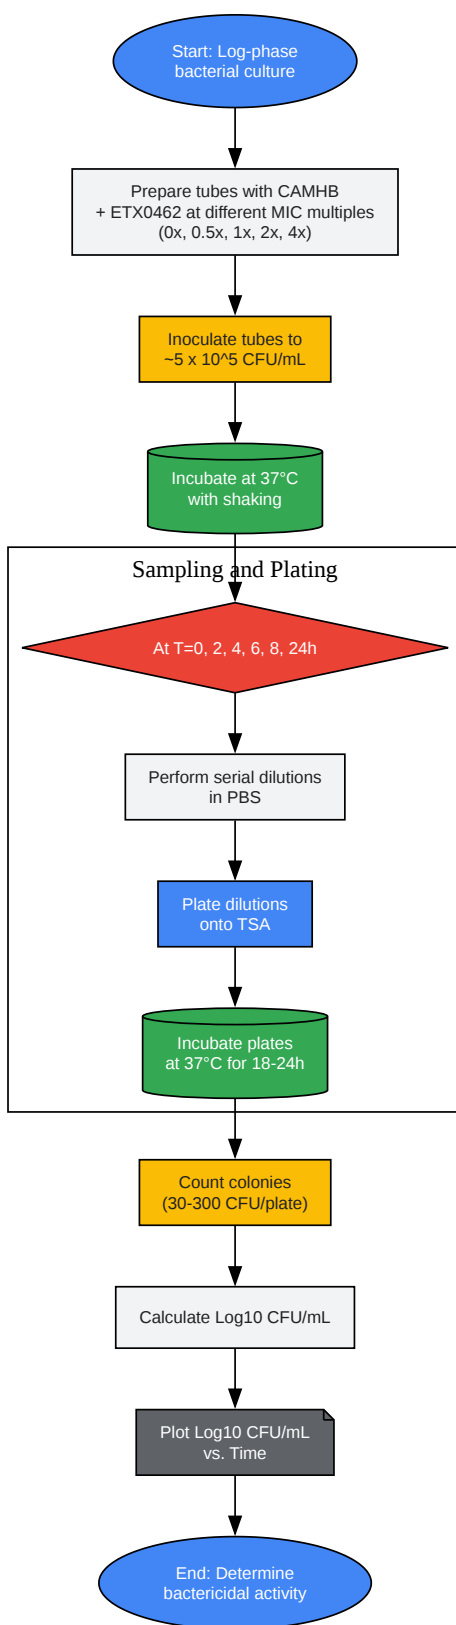 Start: Log-phase
bacterial culture
Prepare tubes with CAMHB
+ ETX0462 at different MIC multiples
(0x, 0.5x, 1x, 2x, 4x)
Inoculate tubes to
~5 x 10^5 CFU/mL
Incubate at 37°C
with shaking
Sampling and Plating
At T=0, 2, 4, 6, 8, 24h
Perform serial dilutions
in PBS
Plate dilutions
onto TSA
Incubate plates
at 37°C for 18-24h
Count colonies
(30-300 CFU/plate)
Calculate Log10 CFU/mL
Plot Log10 CFU/mL
vs. Time
End: Determine
bactericidal activity